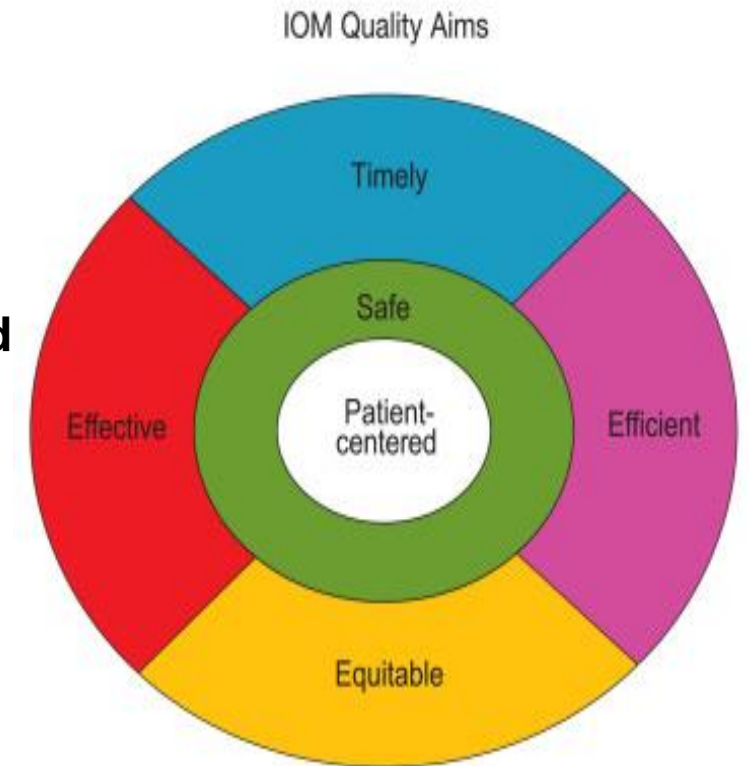 IOM Quality Aims
Timely
Safe
d
Effective
Patient-
centered
Efficient
Equitable